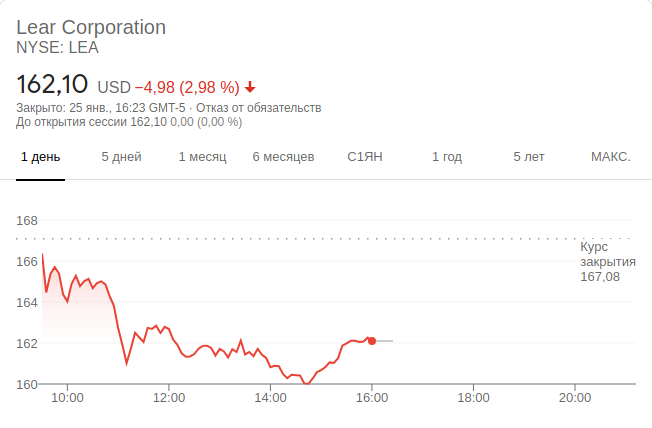 Lear Corporation
NYSE: LEA
162,10 USD −4,98 (2,98 %)
Закрыто: 25 янв., 16:23 GMT-5 · Отказ от обязательств
До открытия сессии 162,10 0,00 (0,00 %)
1 день 5 дней 1 месяц 6 месяцев С1ЯН 1 год 5 лет МАКС.
168
Курс
закрытия
167,08
166
164
162
160
10:00 12:00 14:00 16:00 18:00 20:00